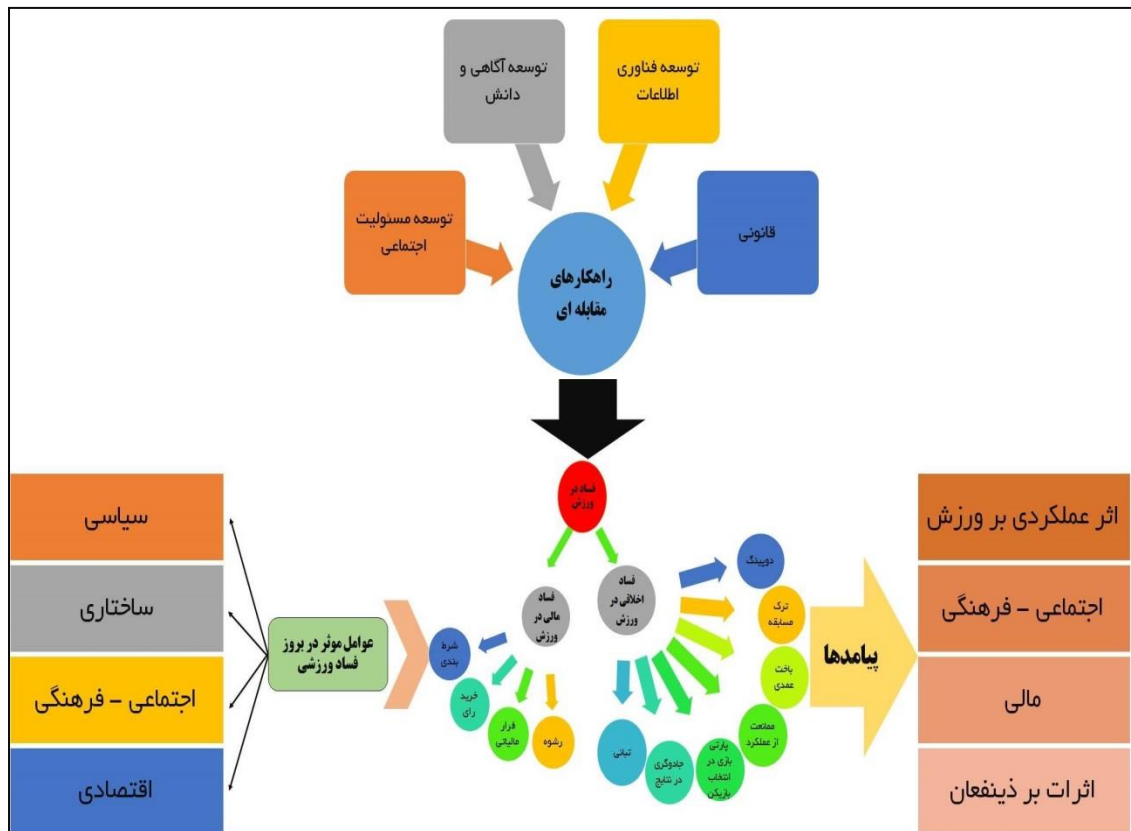 توسعه آگاهی و
دانش
توسعه فناوری
اطلاعات
توسعه مسئولیت
اجتماعی
قانونی
راهکارهای
مقابله ای
فساد در
ورزش
فساد
اخلاقی در
ورزش
فساد
مالی در
ورزش
دوپینگ
ترک
مسابقه
باخت
عمدی
ممانعت
از عملکرد
پارتی
بازی در
انتخاب
بازیکن
جادوگری
در نتایج
تبانی
رشوه
فرار
مالیاتی
خرید
رای
شرط
بندی
عوامل موثر در بروز
فساد ورزشی
سیاسی
ساختاری
اجتماعی - فرهنگی
اقتصادی
پیامدها
اثر عملکردی بر ورزش
اجتماعی - فرهنگی
مالی
اثرات بر ذینفعان